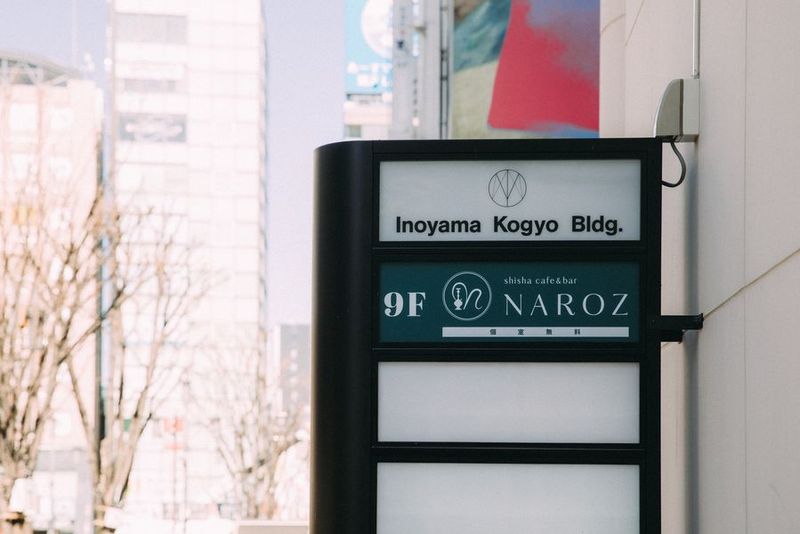 Inoyama Kogyo Bldg.
shisha cafe&bar
9F NAROZ
個室無料